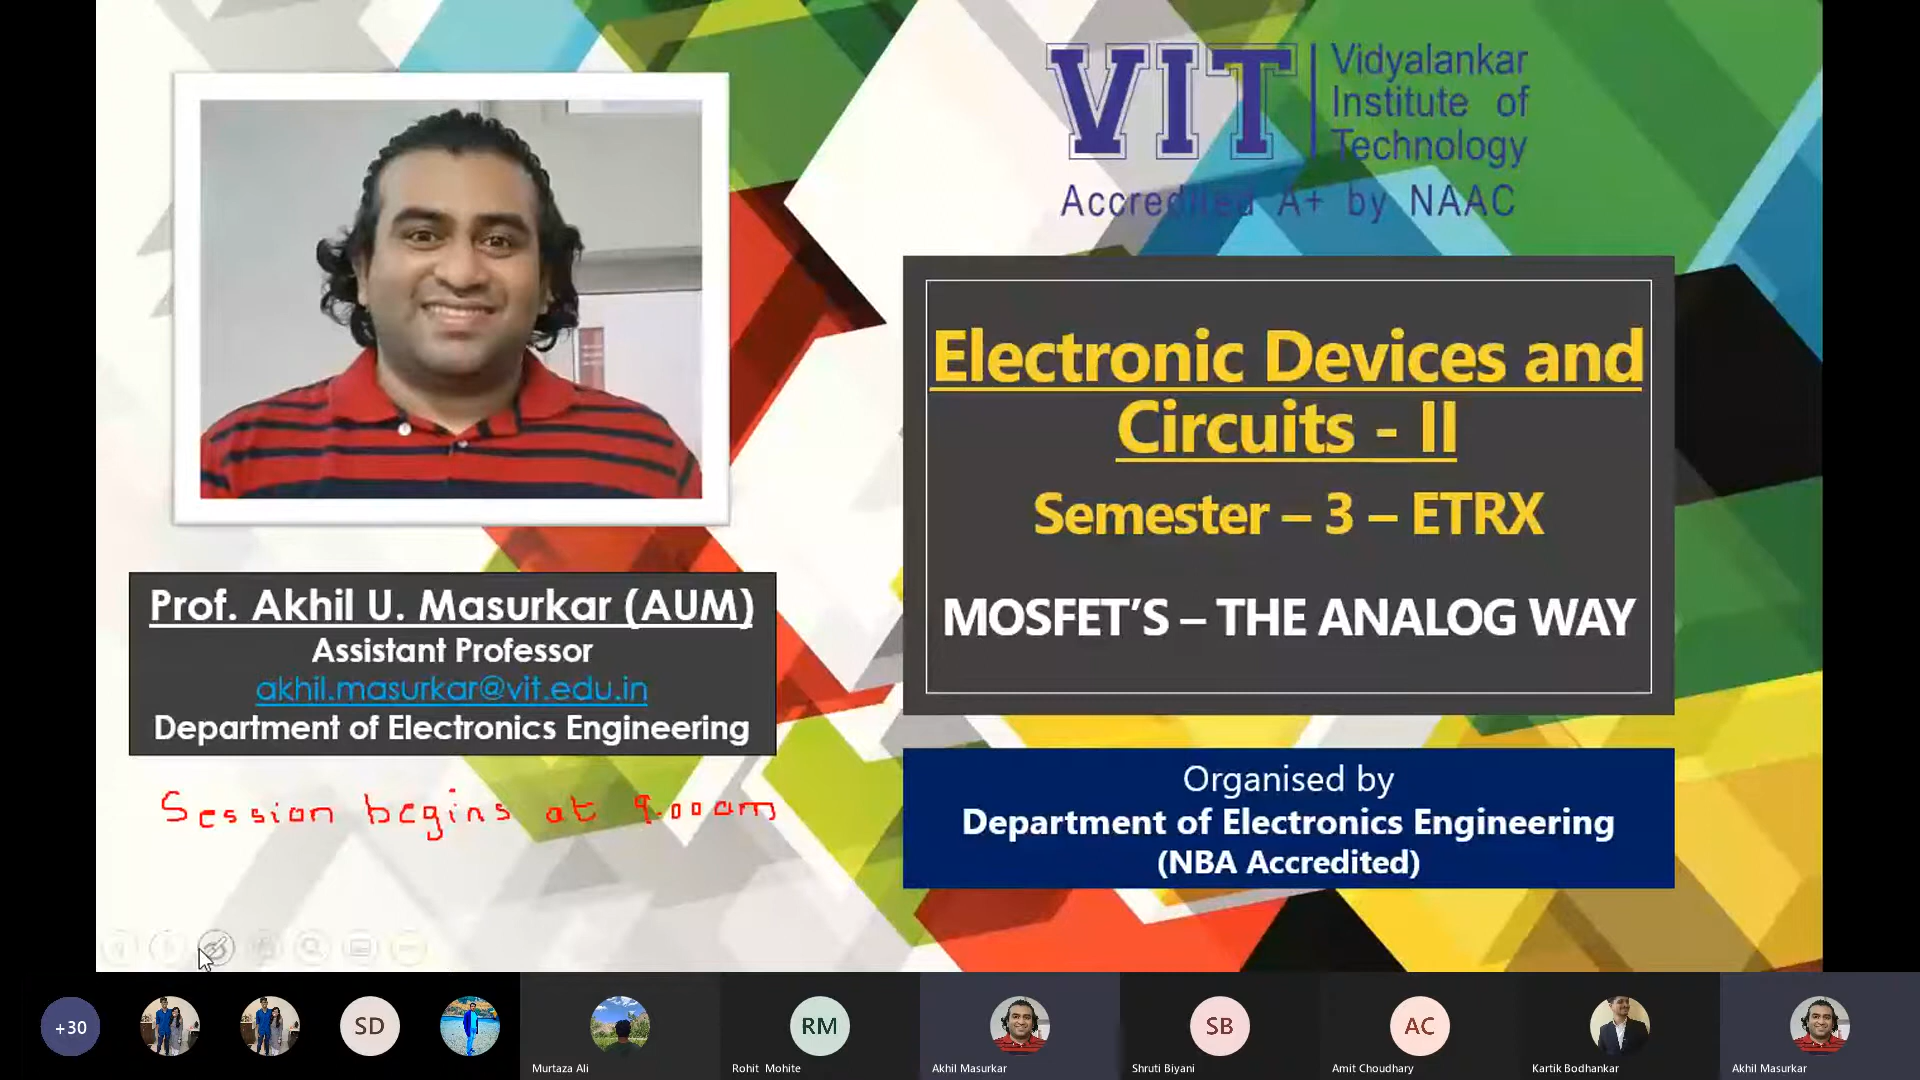 VIT
Vidyalankar
Institute of
Technology
Accredited A+ by NAAC
Electronic Devices and
Circuits - II
Semester – 3 – ETRX
MOSFET'S – THE ANALOG WAY
Prof. Akhil U. Masurkar (AUM)
Assistant Professor
akhil.masurkar@vit.edu.in
Department of Electronics Engineering
Session begins at 9.00am
Organised by
Department of Electronics Engineering
(NBA Accredited)
+30
SD
RM
SB
AC
Murtaza Ali
Rohit Mohite
Akhil Masurkar
Shruti Biyani
Amit Choudhary
Kartik Bodhankar
Akhil Masurkar